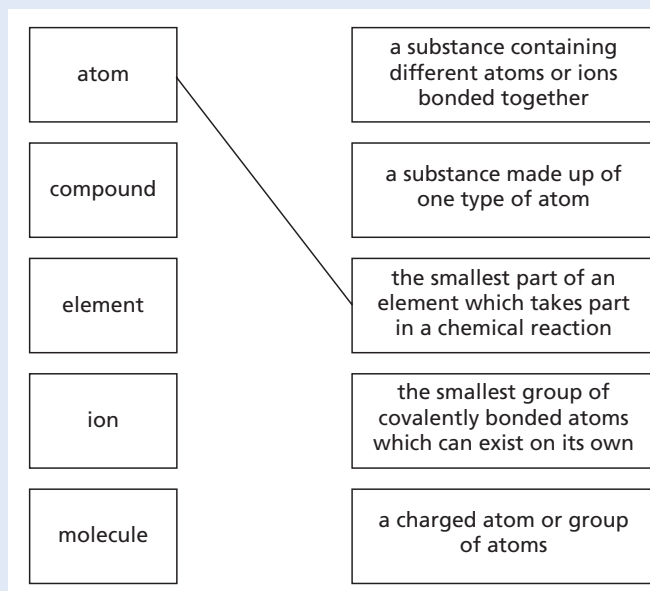 atom
a substance containing
different atoms or ions
bonded together
compound
a substance made up of
one type of atom
element
the smallest part of an
element which takes part
in a chemical reaction
ion
the smallest group of
covalently bonded atoms
which can exist on its own
molecule
a charged atom or group
of atoms